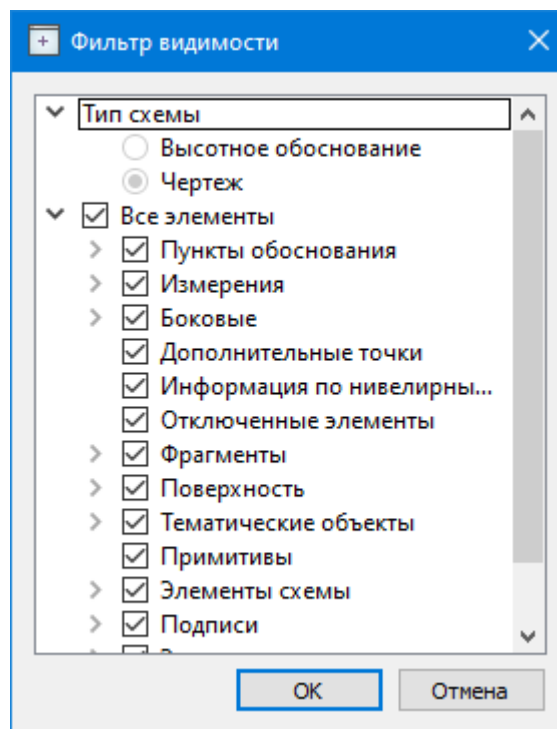 Фильтр видимости
Тип схемы
Высотное обоснование
Чертеж
Все элементы
Пункты обоснования
Измерения
Боковые
Дополнительные точки
Информация по нивелирны...
Отключенные элементы
Фрагменты
Поверхность
Тематические объекты
Примитивы
Элементы схемы
Подписи
OK Отмена